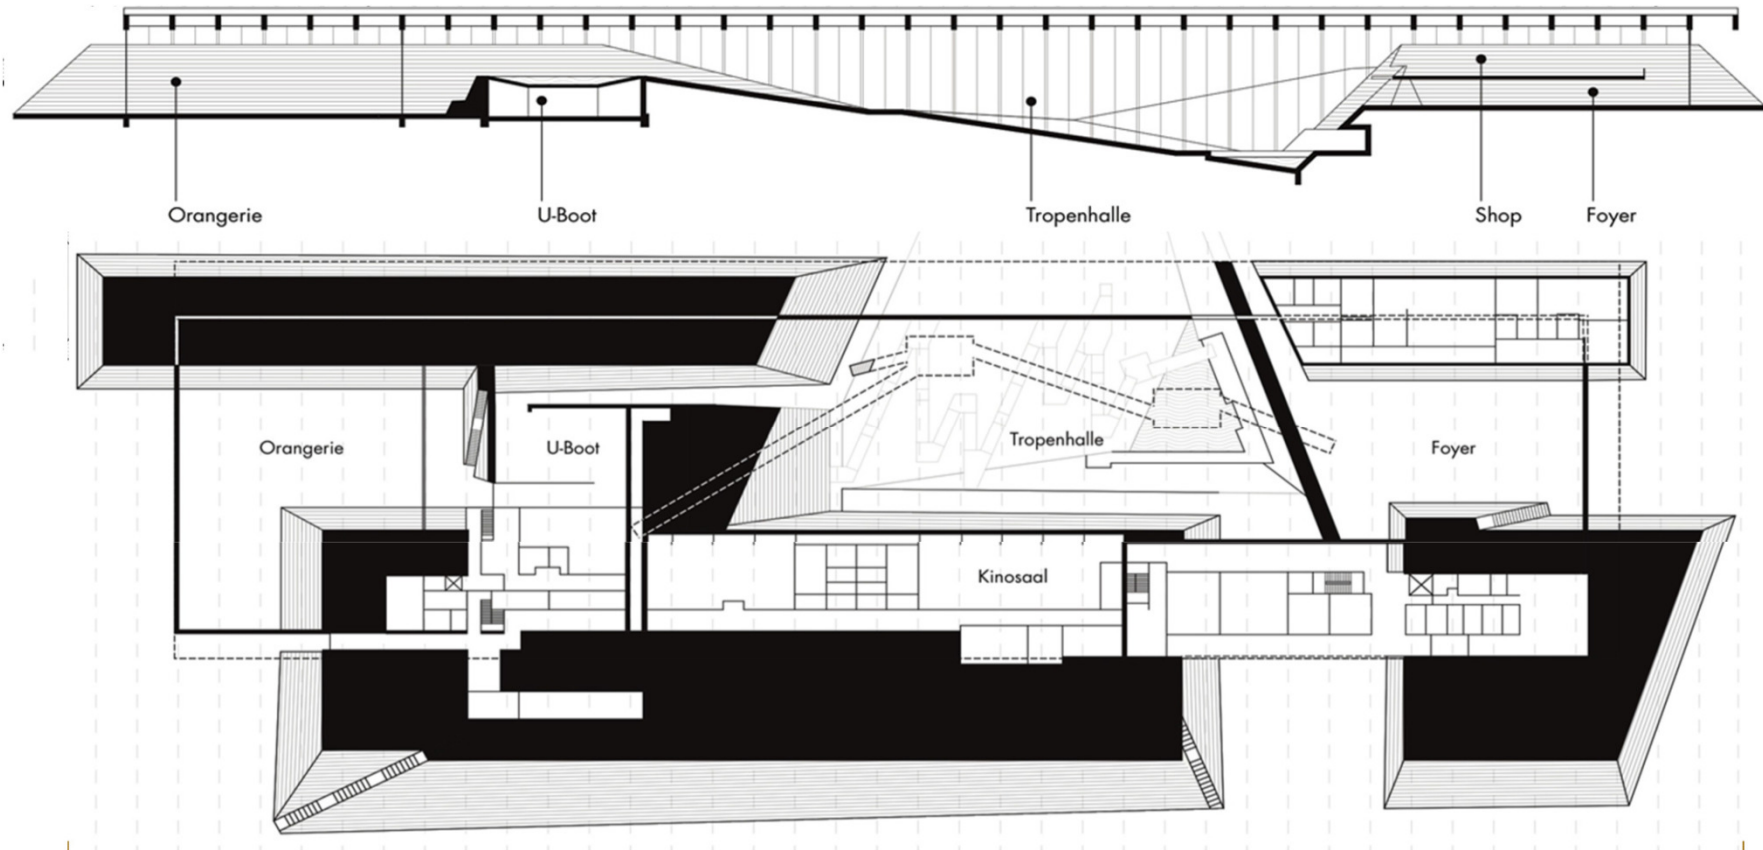 Orangerie
U-Boot
Tropenhalle
Shop
Foyer
Orangerie
U-Boot
Tropenhalle
Foyer
Kinosaal